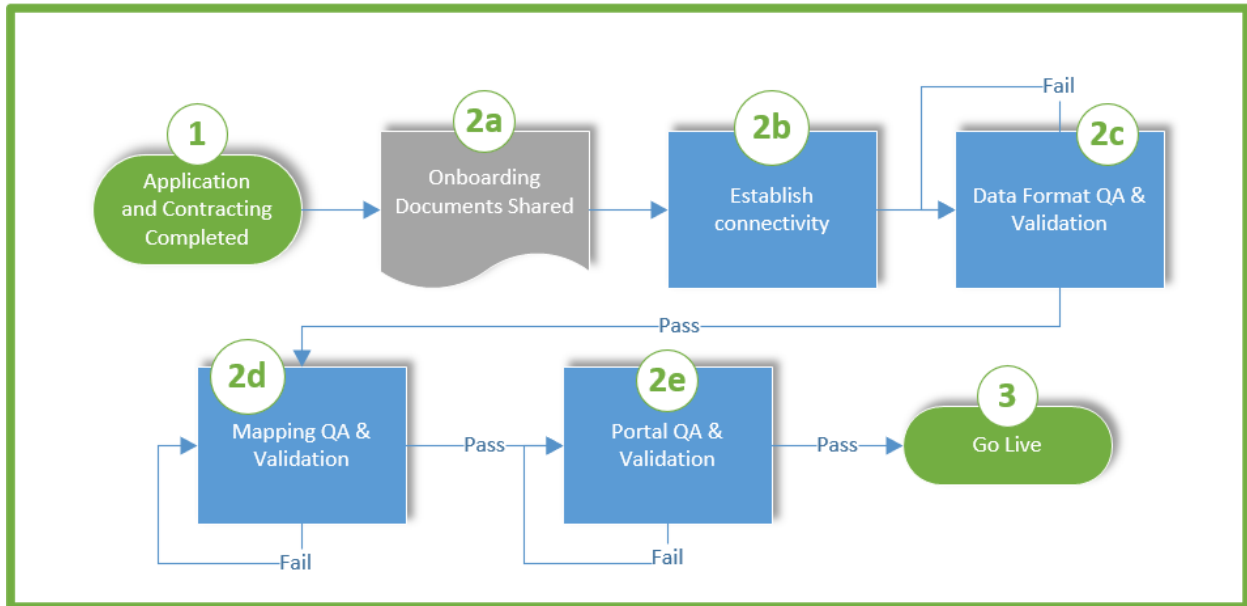 1
Application
and Contracting
Completed
2a
Onboarding
Documents Shared
2b
Establish
connectivity
Fail
2c
Data Format QA &
Validation
Pass
2d
Mapping QA &
Validation
Fail
Pass
2e
Portal QA &
Validation
Fail
Pass
3
Go Live